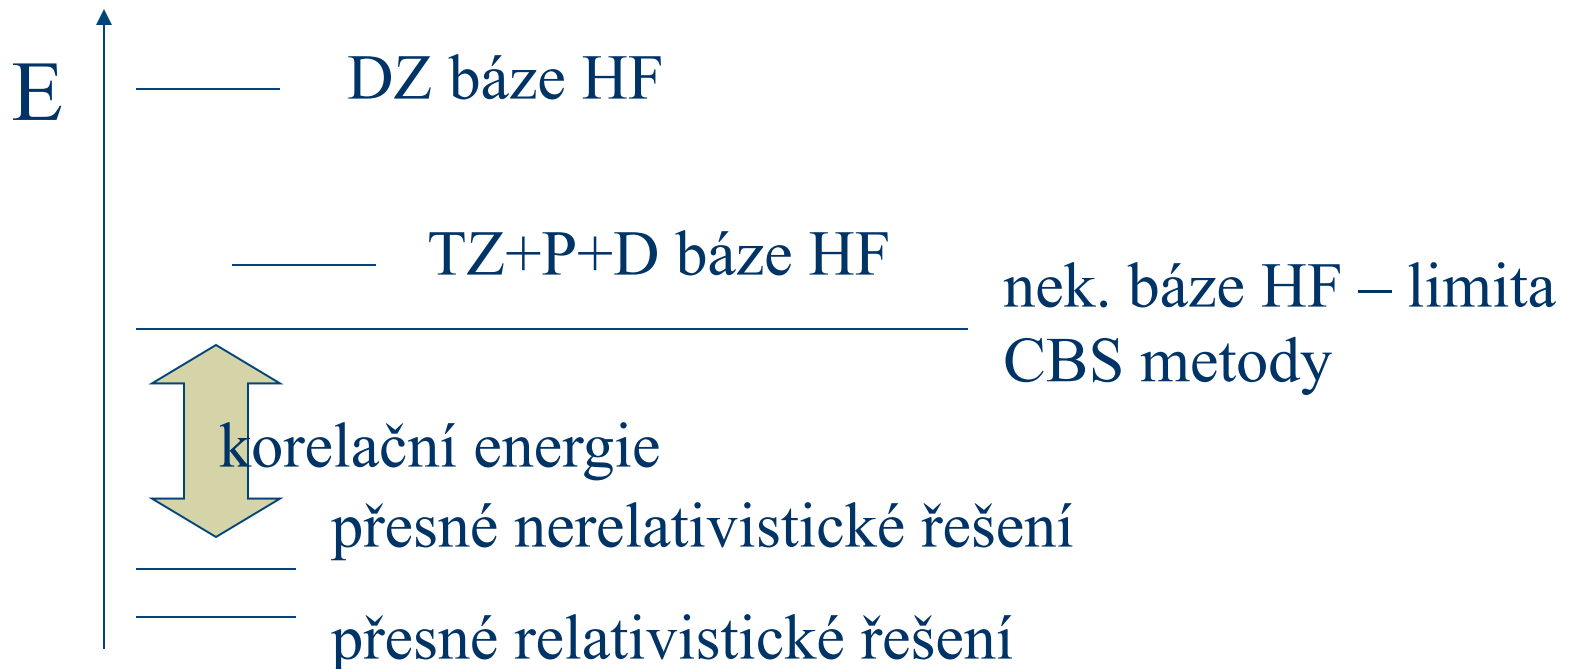 E
DZ báze HF
TZ+P+D báze HF
nek. báze HF – limita
CBS metody
korelační energie
přesné nerelativistické řešení
přesné relativistické řešení